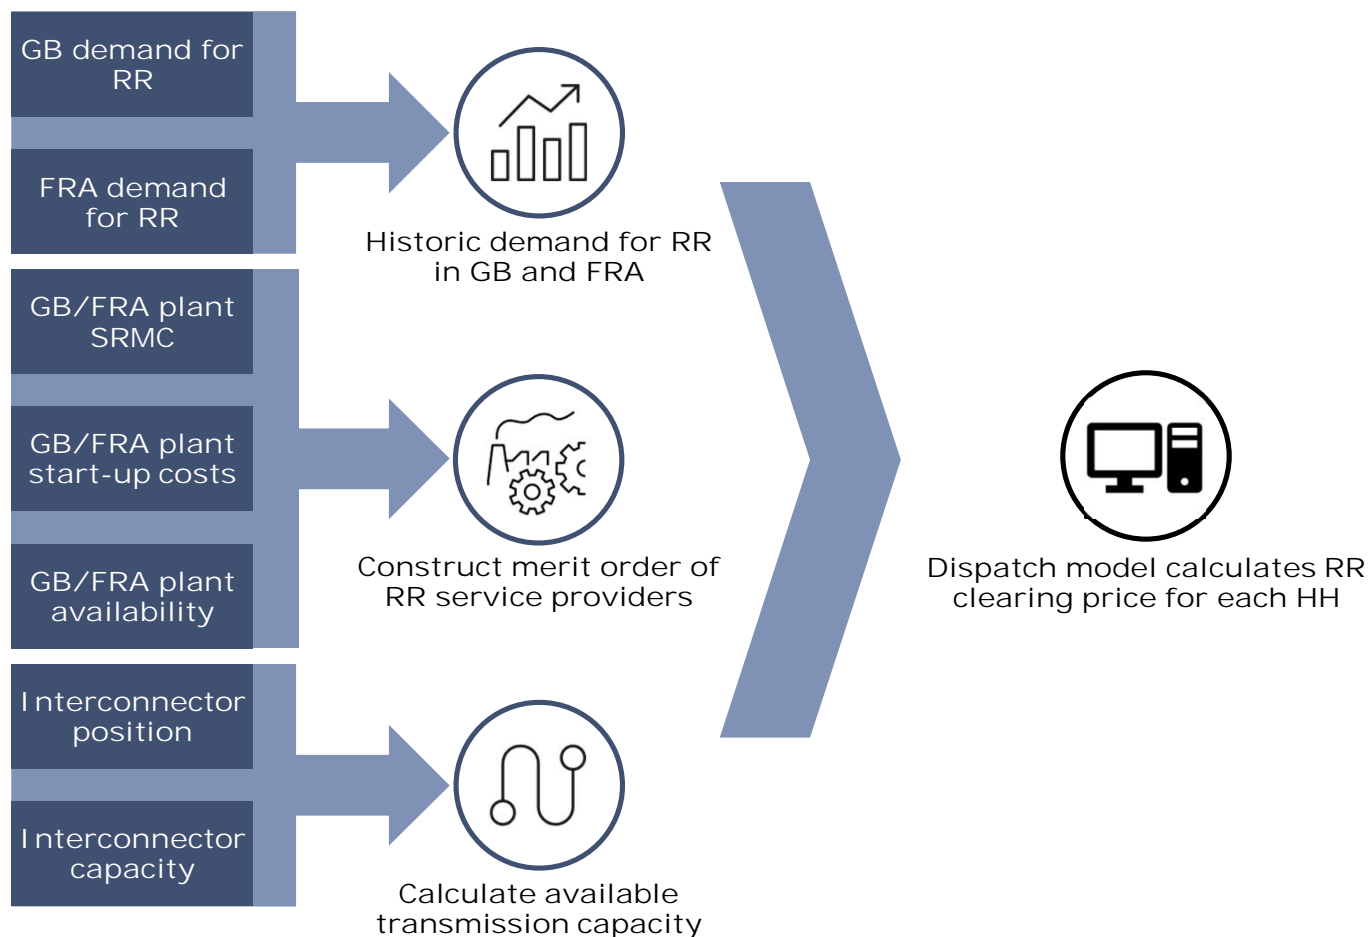 GB demand for
RR
FRA demand
for RR
Historic demand for RR
in GB and FRA
GB/FRA plant
SRMC
GB/FRA plant
start-up costs
GB/FRA plant
availability
Construct merit order of
RR service providers
Interconnector
position
Interconnector
capacity
Calculate available
transmission capacity
Dispatch model calculates RR
clearing price for each HH